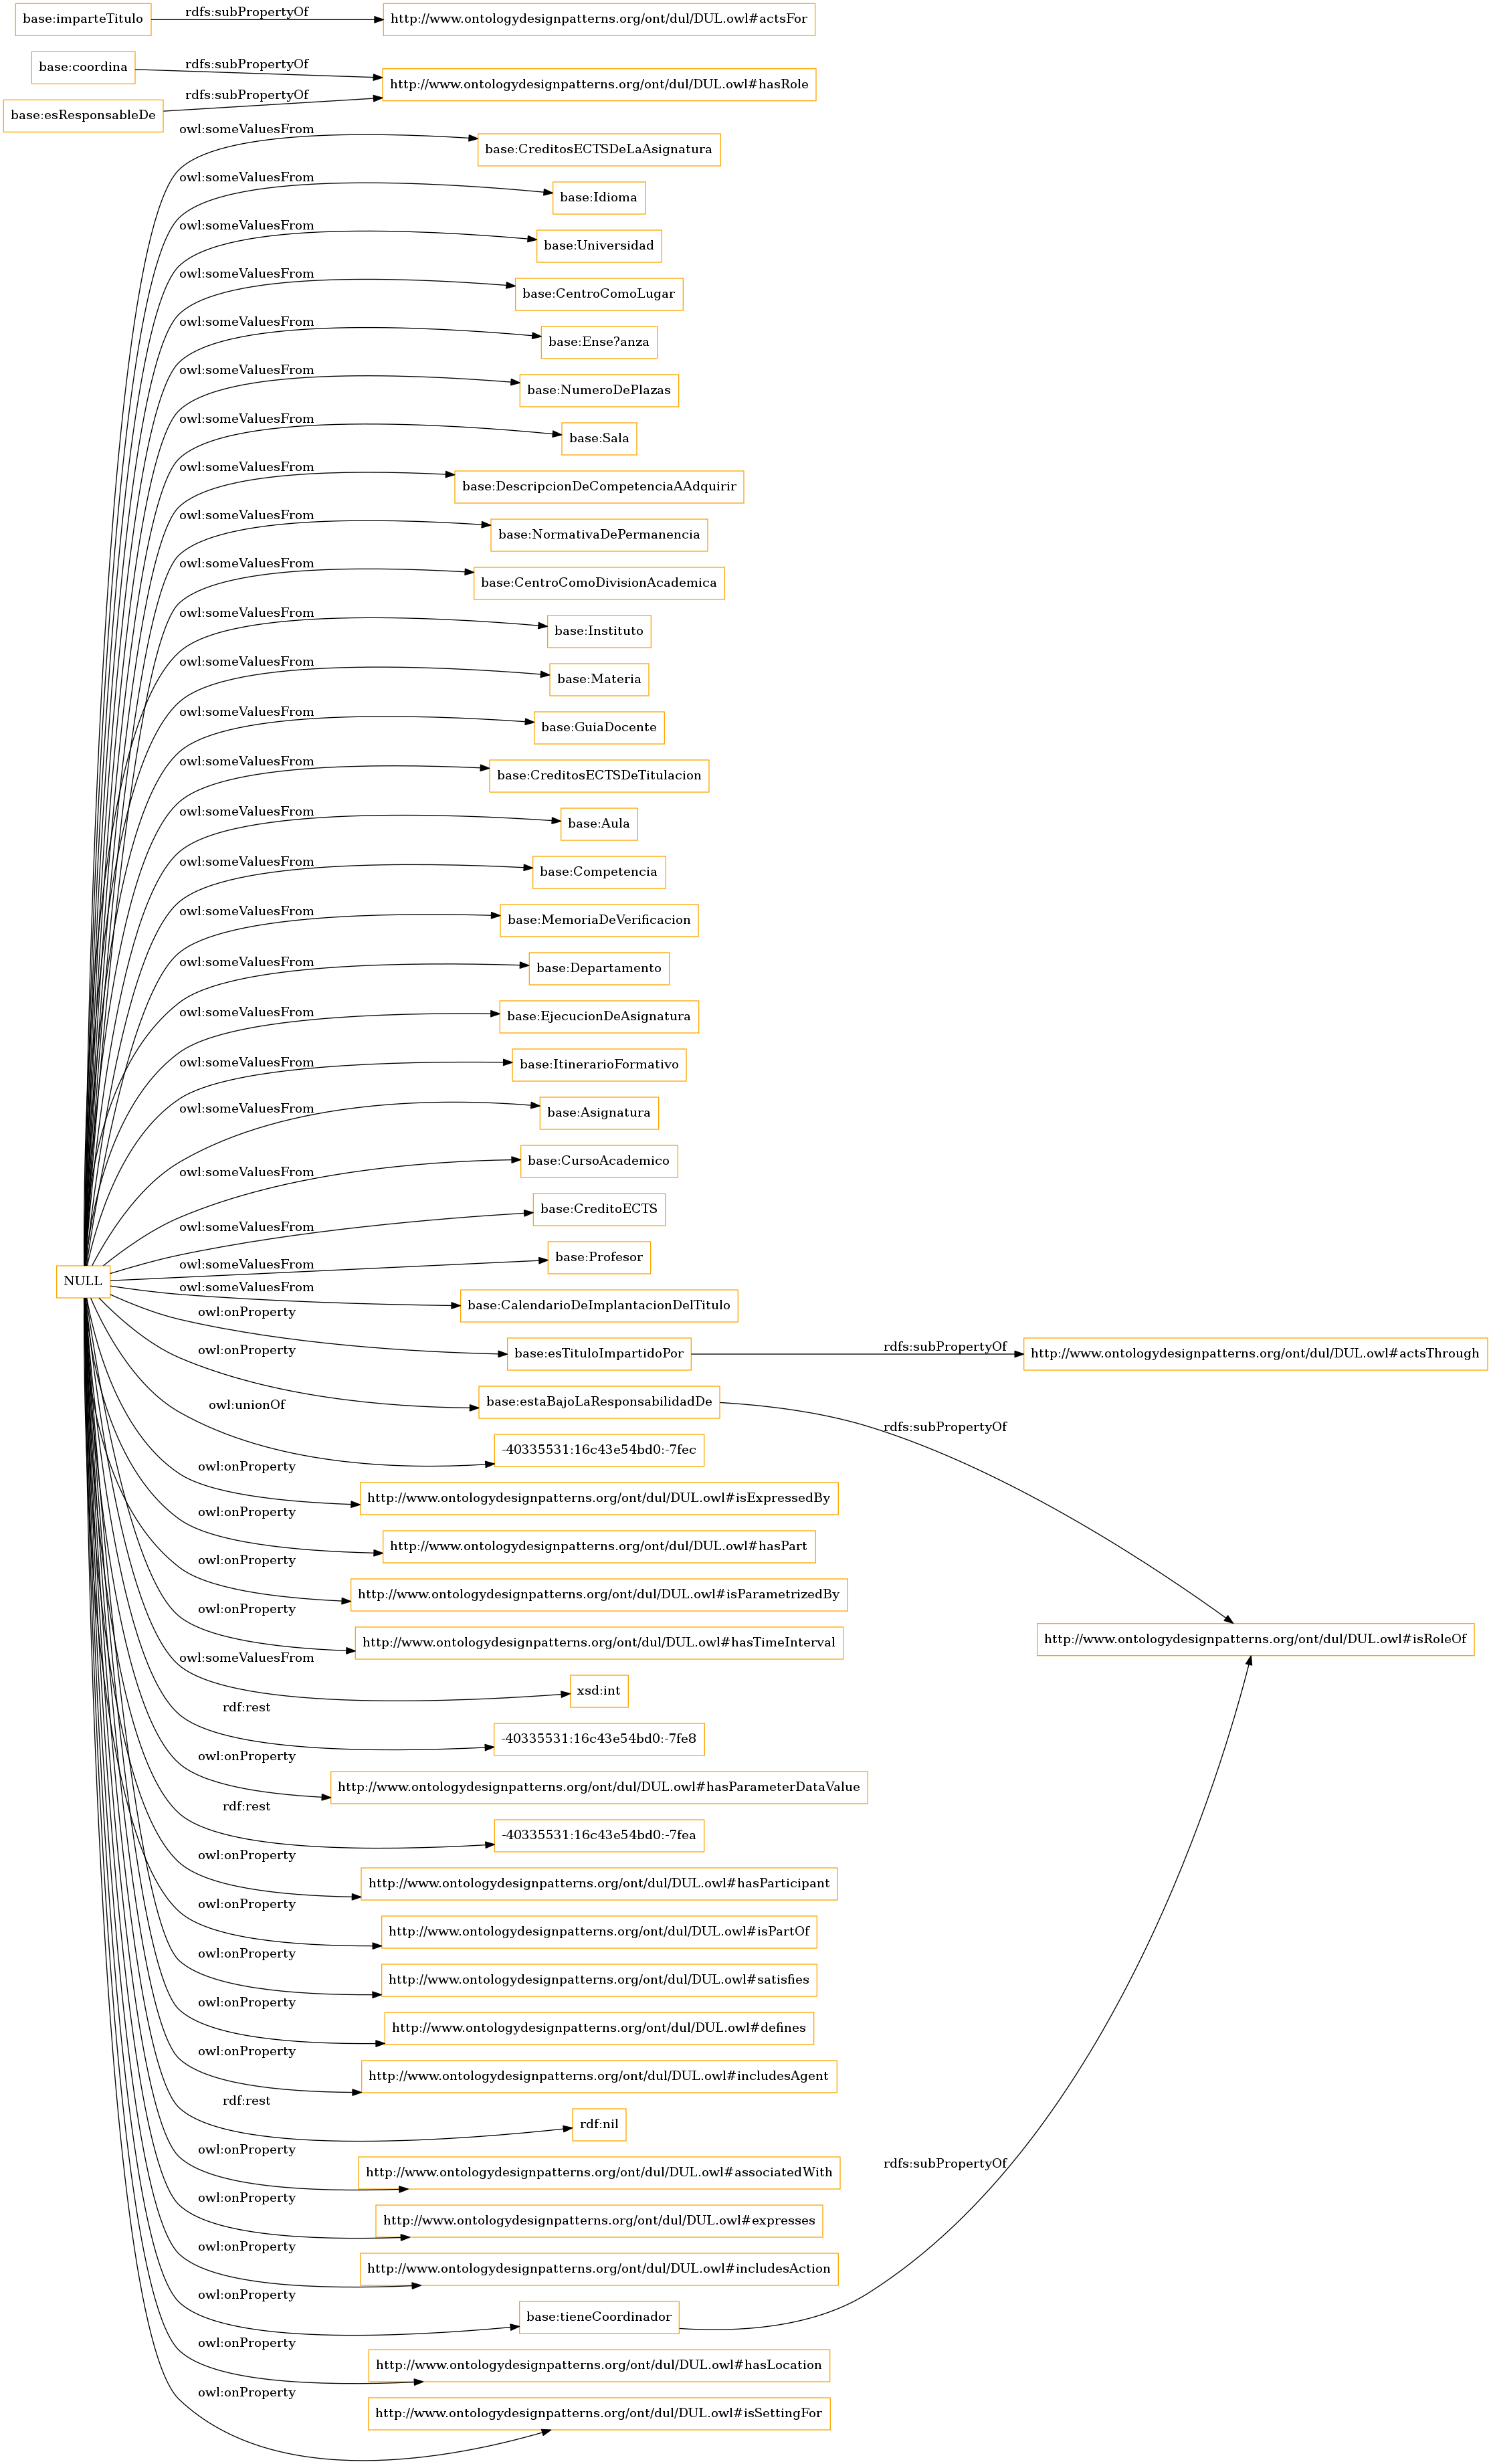 base:imparteTitulo
rdfs:subPropertyOf
http://www.ontologydesignpatterns.org/ont/dul/DUL.owl#actsFor
base:coordina
rdfs:subPropertyOf
http://www.ontologydesignpatterns.org/ont/dul/DUL.owl#hasRole
base:esResponsableDe
rdfs:subPropertyOf
owl:someValuesFrom
base:CreditosECTSDeLaAsignatura
owl:someValuesFrom
base:Idioma
owl:someValuesFrom
base:Universidad
owl:someValuesFrom
base:CentroComoLugar
owl:someValuesFrom
base:Ense?anza
owl:someValuesFrom
base:NumeroDePlazas
owl:someValuesFrom
base:Sala
owl:someValuesFrom
base:DescripcionDeCompetenciaAAdquirir
owl:someValuesFrom
base:NormativaDePermanencia
owl:someValuesFrom
base:CentroComoDivisionAcademica
owl:someValuesFrom
base:Instituto
owl:someValuesFrom
base:Materia
owl:someValuesFrom
base:GuiaDocente
owl:someValuesFrom
base:CreditosECTSDeTitulacion
owl:someValuesFrom
base:Aula
owl:someValuesFrom
base:Competencia
owl:someValuesFrom
base:MemoriaDeVerificacion
owl:someValuesFrom
base:Departamento
owl:someValuesFrom
base:EjecucionDeAsignatura
owl:someValuesFrom
base:ItinerarioFormativo
owl:someValuesFrom
base:Asignatura
owl:someValuesFrom
base:CursoAcademico
owl:someValuesFrom
base:CreditoECTS
owl:someValuesFrom
base:Profesor
NULL
owl:someValuesFrom
base:CalendarioDeImplantacionDelTitulo
owl:onProperty
base:esTituloImpartidoPor
rdfs:subPropertyOf
http://www.ontologydesignpatterns.org/ont/dul/DUL.owl#actsThrough
owl:onProperty
base:estaBajoLaResponsabilidadDe
rdfs:subPropertyOf
owl:unionOf
-40335531:16c43e54bd0:-7fec
owl:onProperty
http://www.ontologydesignpatterns.org/ont/dul/DUL.owl#isExpressedBy
owl:onProperty
http://www.ontologydesignpatterns.org/ont/dul/DUL.owl#hasPart
owl:onProperty
http://www.ontologydesignpatterns.org/ont/dul/DUL.owl#isParametrizedBy
owl:onProperty
http://www.ontologydesignpatterns.org/ont/dul/DUL.owl#hasTimeInterval
http://www.ontologydesignpatterns.org/ont/dul/DUL.owl#isRoleOf
owl:someValuesFrom
xsd:int
rdf:rest
-40335531:16c43e54bd0:-7fe8
owl:onProperty
http://www.ontologydesignpatterns.org/ont/dul/DUL.owl#hasParameterDataValue
rdf:rest
-40335531:16c43e54bd0:-7fea
owl:onProperty
http://www.ontologydesignpatterns.org/ont/dul/DUL.owl#hasParticipant
owl:onProperty
http://www.ontologydesignpatterns.org/ont/dul/DUL.owl#isPartOf
owl:onProperty
http://www.ontologydesignpatterns.org/ont/dul/DUL.owl#satisfies
owl:onProperty
http://www.ontologydesignpatterns.org/ont/dul/DUL.owl#defines
owl:onProperty
http://www.ontologydesignpatterns.org/ont/dul/DUL.owl#includesAgent
rdf:rest
rdf:nil
owl:onProperty
http://www.ontologydesignpatterns.org/ont/dul/DUL.owl#associatedWith
rdfs:subPropertyOf
owl:onProperty
http://www.ontologydesignpatterns.org/ont/dul/DUL.owl#expresses
owl:onProperty
http://www.ontologydesignpatterns.org/ont/dul/DUL.owl#includesAction
owl:onProperty
base:tieneCoordinador
owl:onProperty
http://www.ontologydesignpatterns.org/ont/dul/DUL.owl#hasLocation
owl:onProperty
http://www.ontologydesignpatterns.org/ont/dul/DUL.owl#isSettingFor